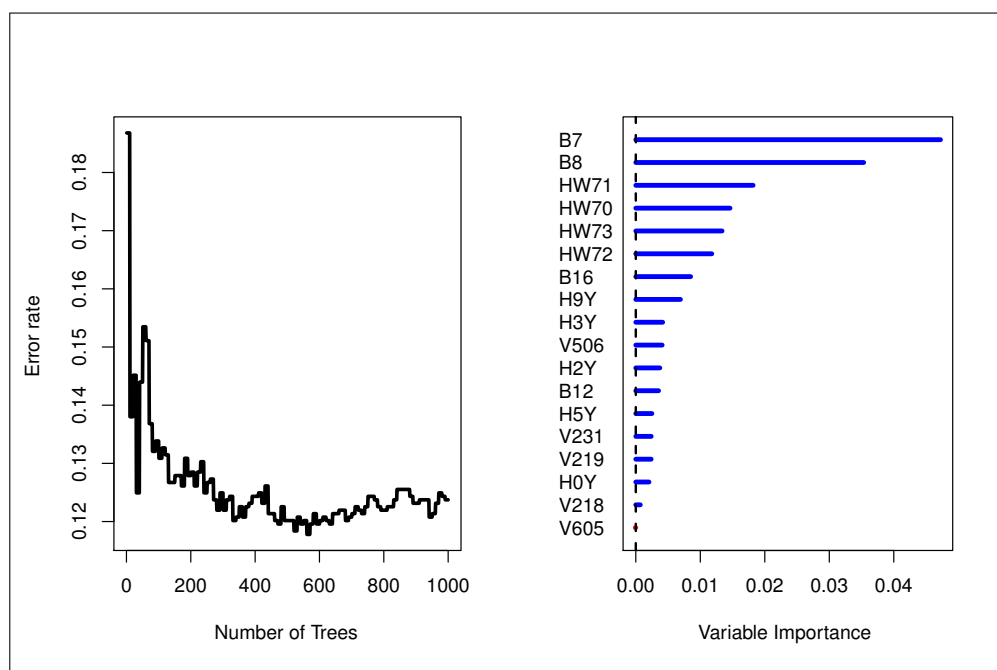 Error rate
0.12
0.13
0.14
0.15
0.16
0.17
0.18
0
200
400
600
800
1000
Number of Trees
B7
B8
HW71
HW70
HW73
HW72
B16
H9Y
H3Y
V506
H2Y
B12
H5Y
V231
V219
H0Y
V218
V605
0.00
0.01
0.02
0.03
0.04
Variable Importance